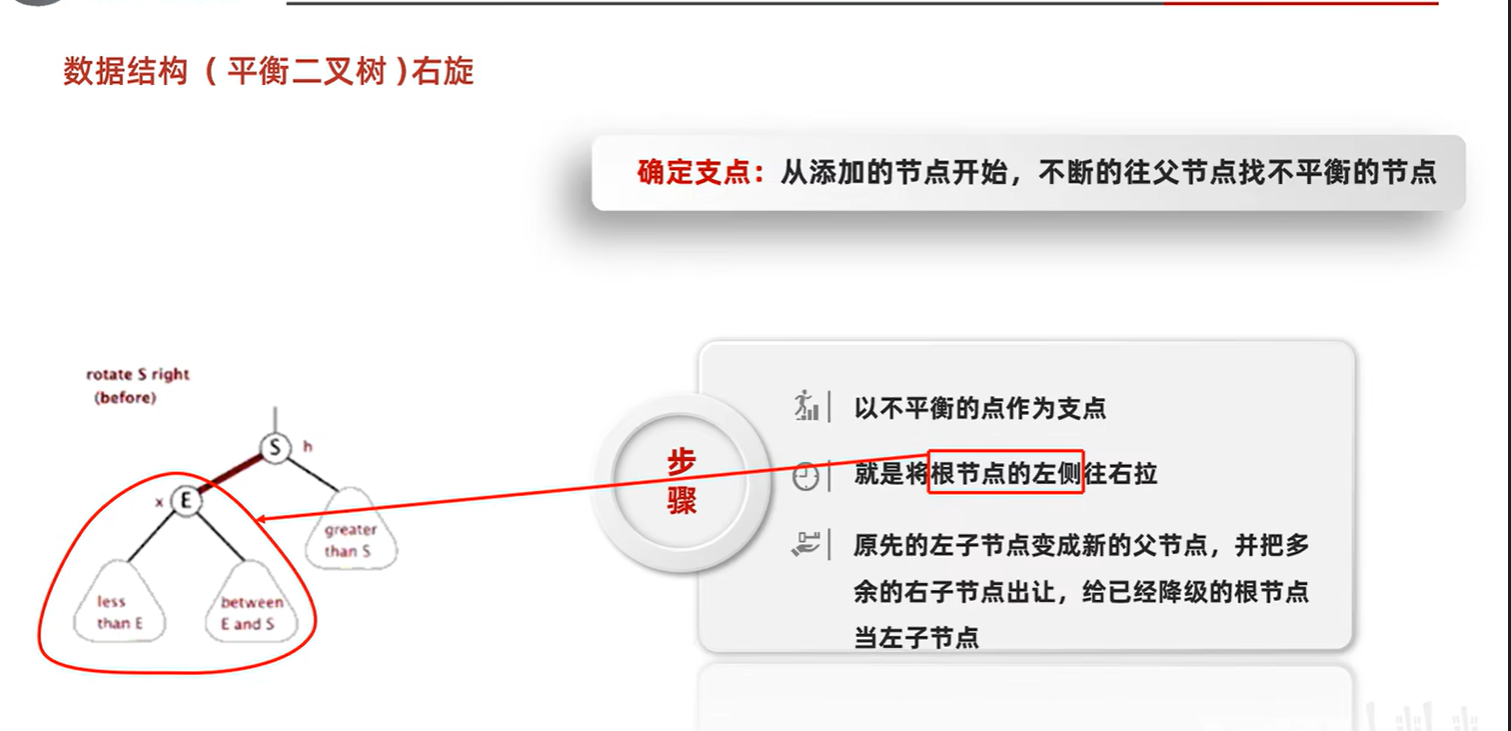 数据结构（平衡二叉树)右旋
确定支点：从添加的节点开始，不断的往父节点找不平衡的节点
rotate S right
(before)
S h
x E
greater
than S
less
than E
between
E and S
步
骤
以不平衡的点作为支点
就是将根节点的左侧往右拉
原先的左子节点变成新的父节点，并把多
余的右子节点出让，给已经降级的根节点
当左子节点